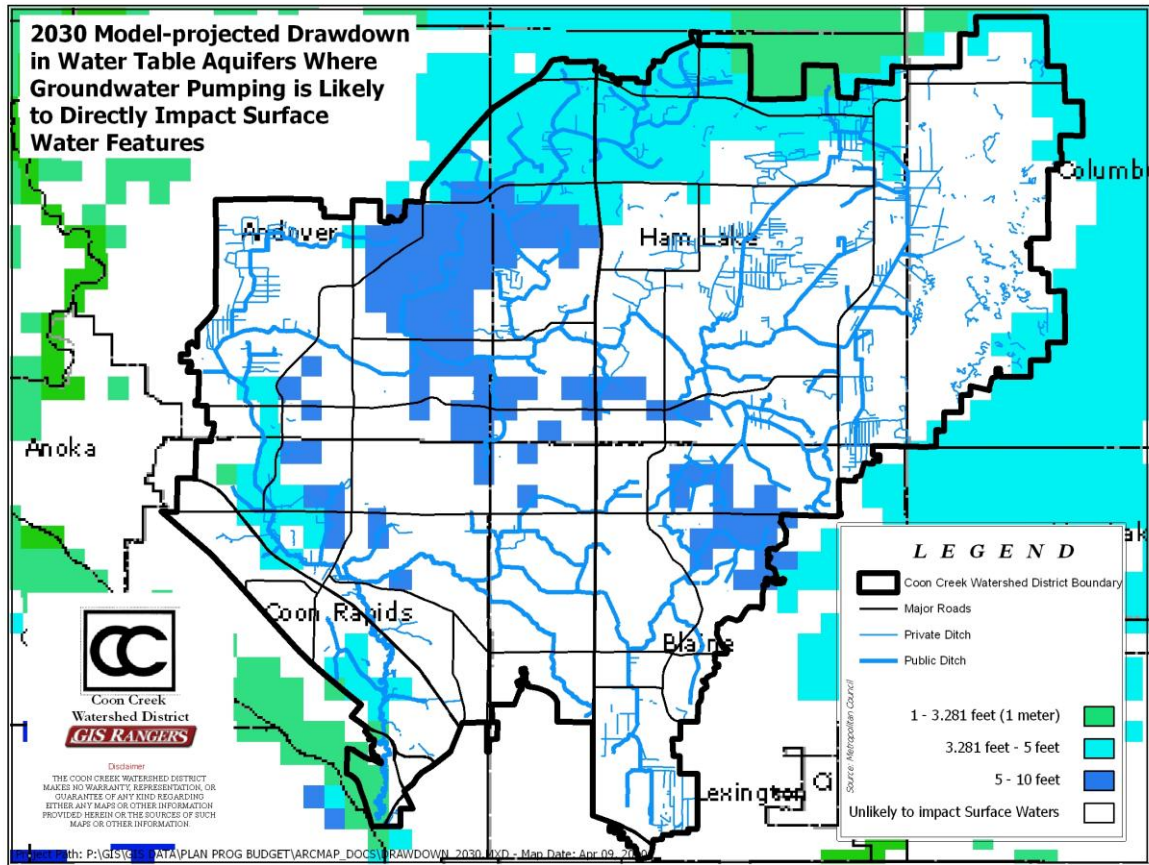 2030 Model-projected Drawdown
in Water Table Aquifers Where
Groundwater Pumping is Likely
to Directly Impact Surface
Water Features
Columb
Andover
Ham Lake
Anoka
Coon Rapids
Blaine
Lexington
CC
Coon Creek
Watershed District
GIS RANGERS
Disclaimer
THE COON CREEK WATERSHED DISTRICT
MAKES NO WARRANTY, REPRESENTATION, OR
GUARANTEE OF ANY KIND REGARDING
EITHER ANY MAPS OR OTHER INFORMATION
PROVIDED HEREIN OR THE SOURCES OF SUCH
MAPS OR OTHER INFORMATION.
LEGEND
Coon Creek Watershed District Boundary
Major Roads
Private Ditch
Public Ditch
Source: Metropolitan Council
1 - 3.281 feet (1 meter)
3.281 feet - 5 feet
5 - 10 feet
Unlikely to impact Surface Waters
Project Path: P:\GIS\GIS DATA\PLAN PROG BUDGET\ARCMAP_DOCS\DRAWDOWN_2030.MXD - Map Date: Apr 09,